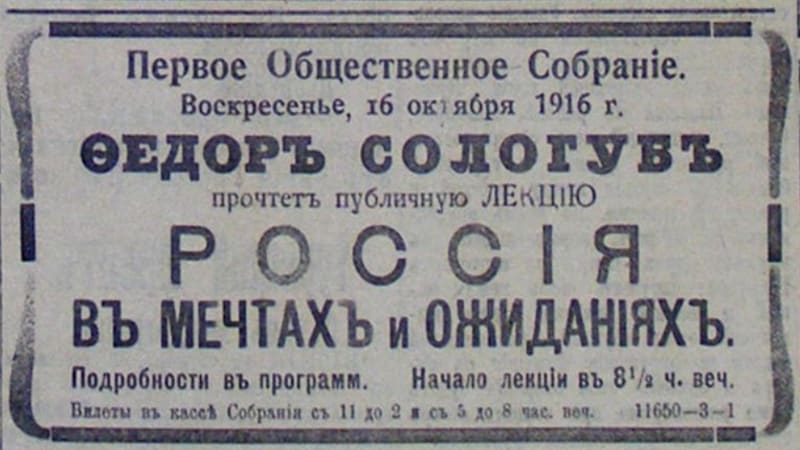 Первое Общественное Собраніе.
Воскресенье, 16 октября 1916 г.
ѲЕДОРЪ СОЛОГУБЪ
прочтетъ публичную ЛЕКЦІЮ
РОССІЯ
ВЪ МЕЧТАХЪ и ОЖИДАНІЯХЪ.
Подробности въ программ. Начало лекціи въ 8½ ч. веч.
Билеты въ кассѣ Собранія съ 11 до 2 и съ 5 до 8 час. веч. 11650—3—1